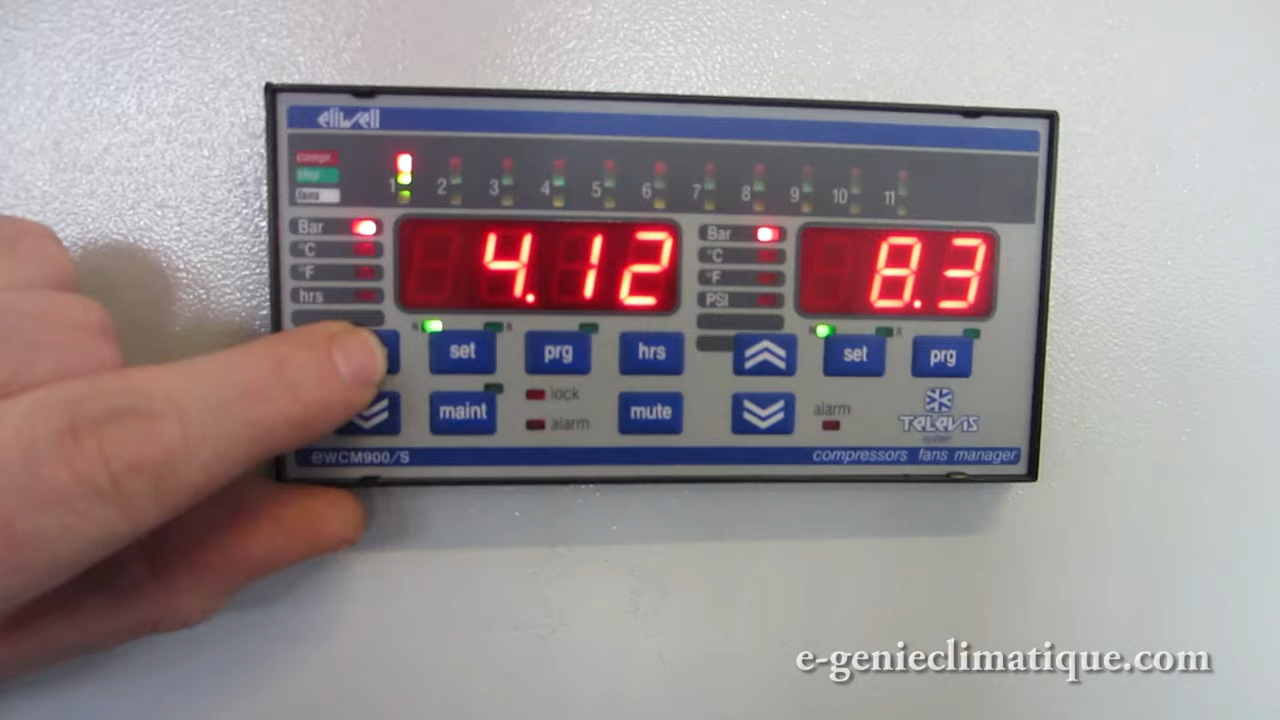 eliwell
compr.
step
fans
1 2 3 4 5 6 7 8 9 10 11
Bar
°C
°F
hrs
4.12
Bar
°C
°F
PSI
8.3
N R
N R
set prg hrs
set prg
maint
lock
alarm
mute
alarm
TELEVIS
system
eWCM900/S
compressors fans manager
e-genieclimatique.com